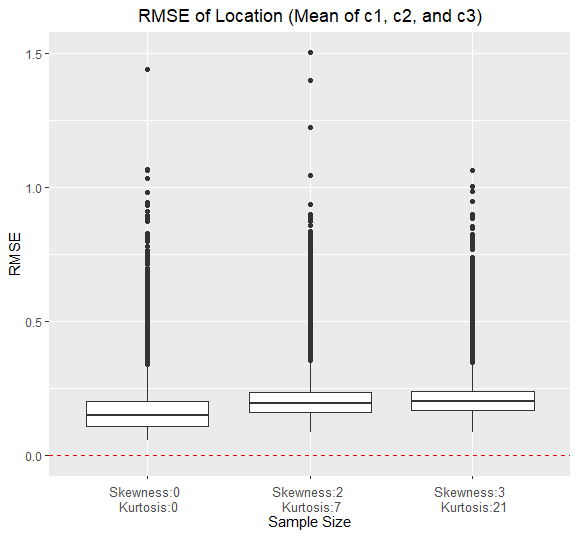 RMSE of Location (Mean of c1, c2, and c3)
RMSE
1.5
1.0
0.5
0.0
Skewness:0 Skewness:2 Skewness:3
Kurtosis:0 Kurtosis:7 Kurtosis:21
Sample Size